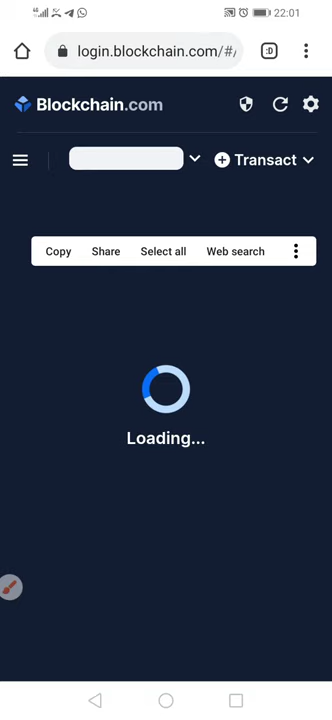 22:01
login.blockchain.com/#/
:D
Blockchain.com
Transact
Copy Share Select all Web search
Loading...